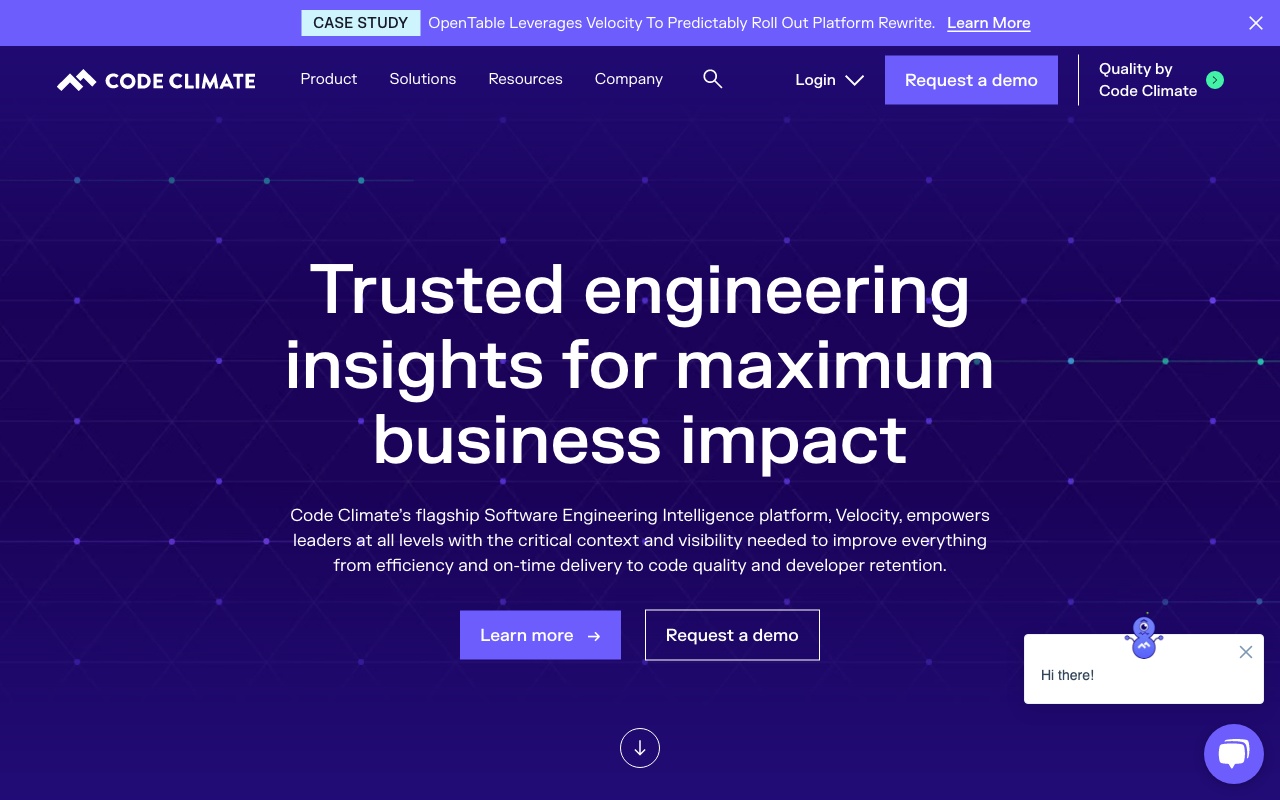 CASE STUDY OpenTable Leverages Velocity To Predictably Roll Out Platform Rewrite. Learn More
CODE CLIMATE Product Solutions Resources Company Login Request a demo Quality by
Code Climate
Trusted engineering
insights for maximum
business impact
Code Climate’s flagship Software Engineering Intelligence platform, Velocity, empowers
leaders at all levels with the critical context and visibility needed to improve everything
from efficiency and on-time delivery to code quality and developer retention.
Learn more → Request a demo
Hi there!